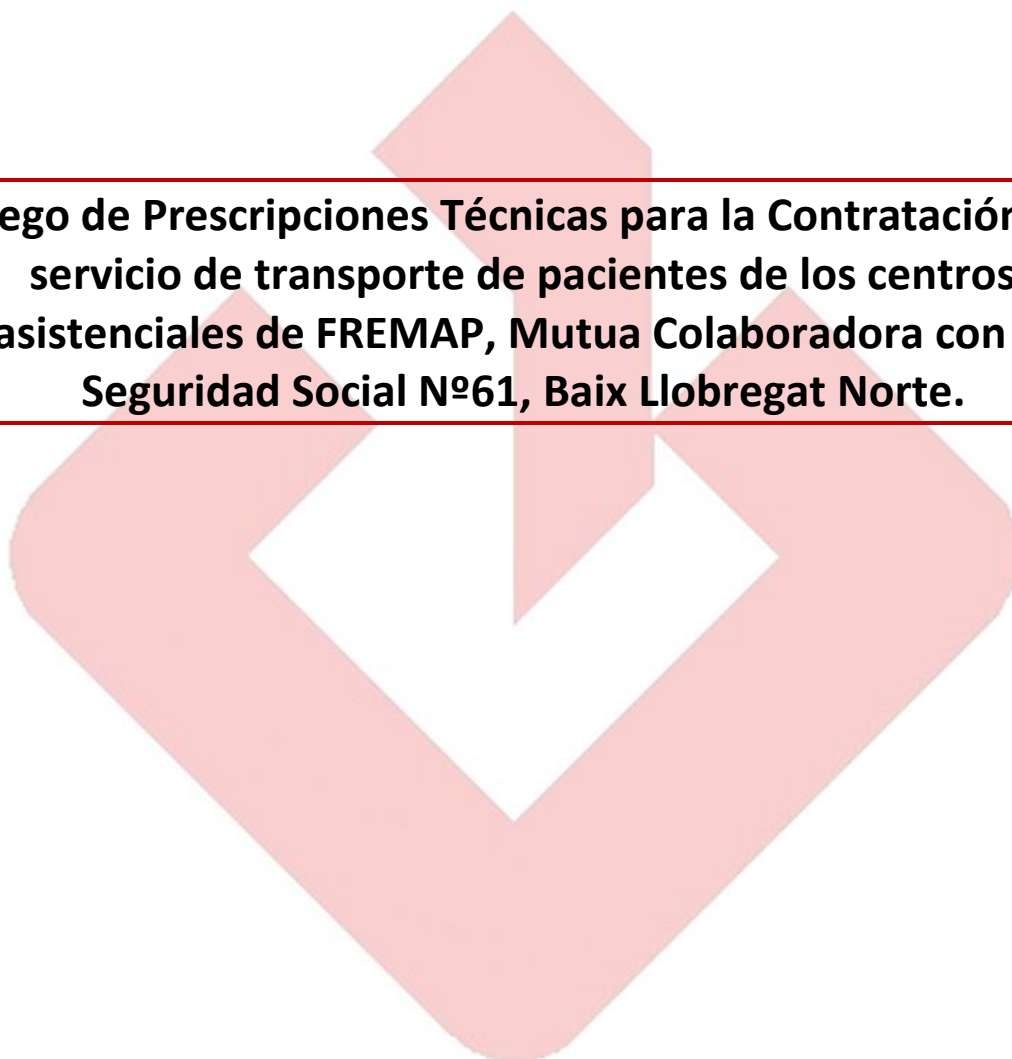 ego de Prescripciones Técnicas para la Contratación
servicio de transporte de pacientes de los centros
asistenciales de FREMAP, Mutua Colaboradora con
Seguridad Social Nº61, Baix Llobregat Norte.